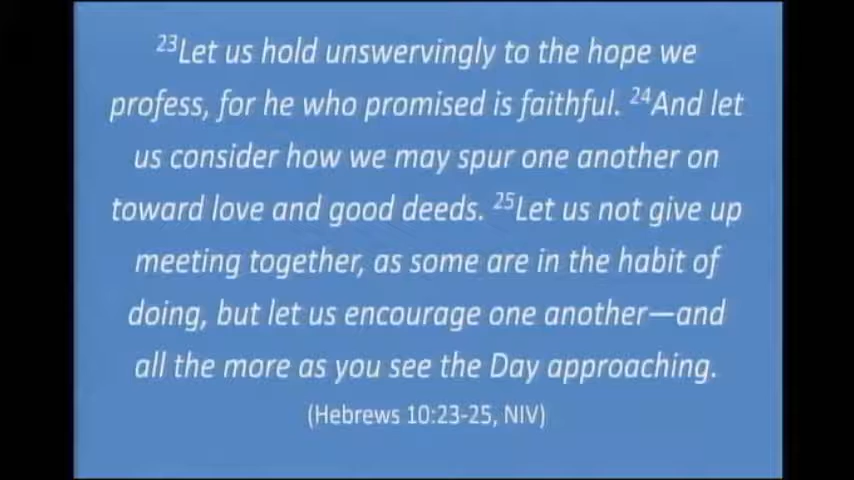 ²³Let us hold unswervingly to the hope we
profess, for he who promised is faithful. ²⁴And let
us consider how we may spur one another on
toward love and good deeds. ²⁵Let us not give up
meeting together, as some are in the habit of
doing, but let us encourage one another—and
all the more as you see the Day approaching.
(Hebrews 10:23-25, NIV)